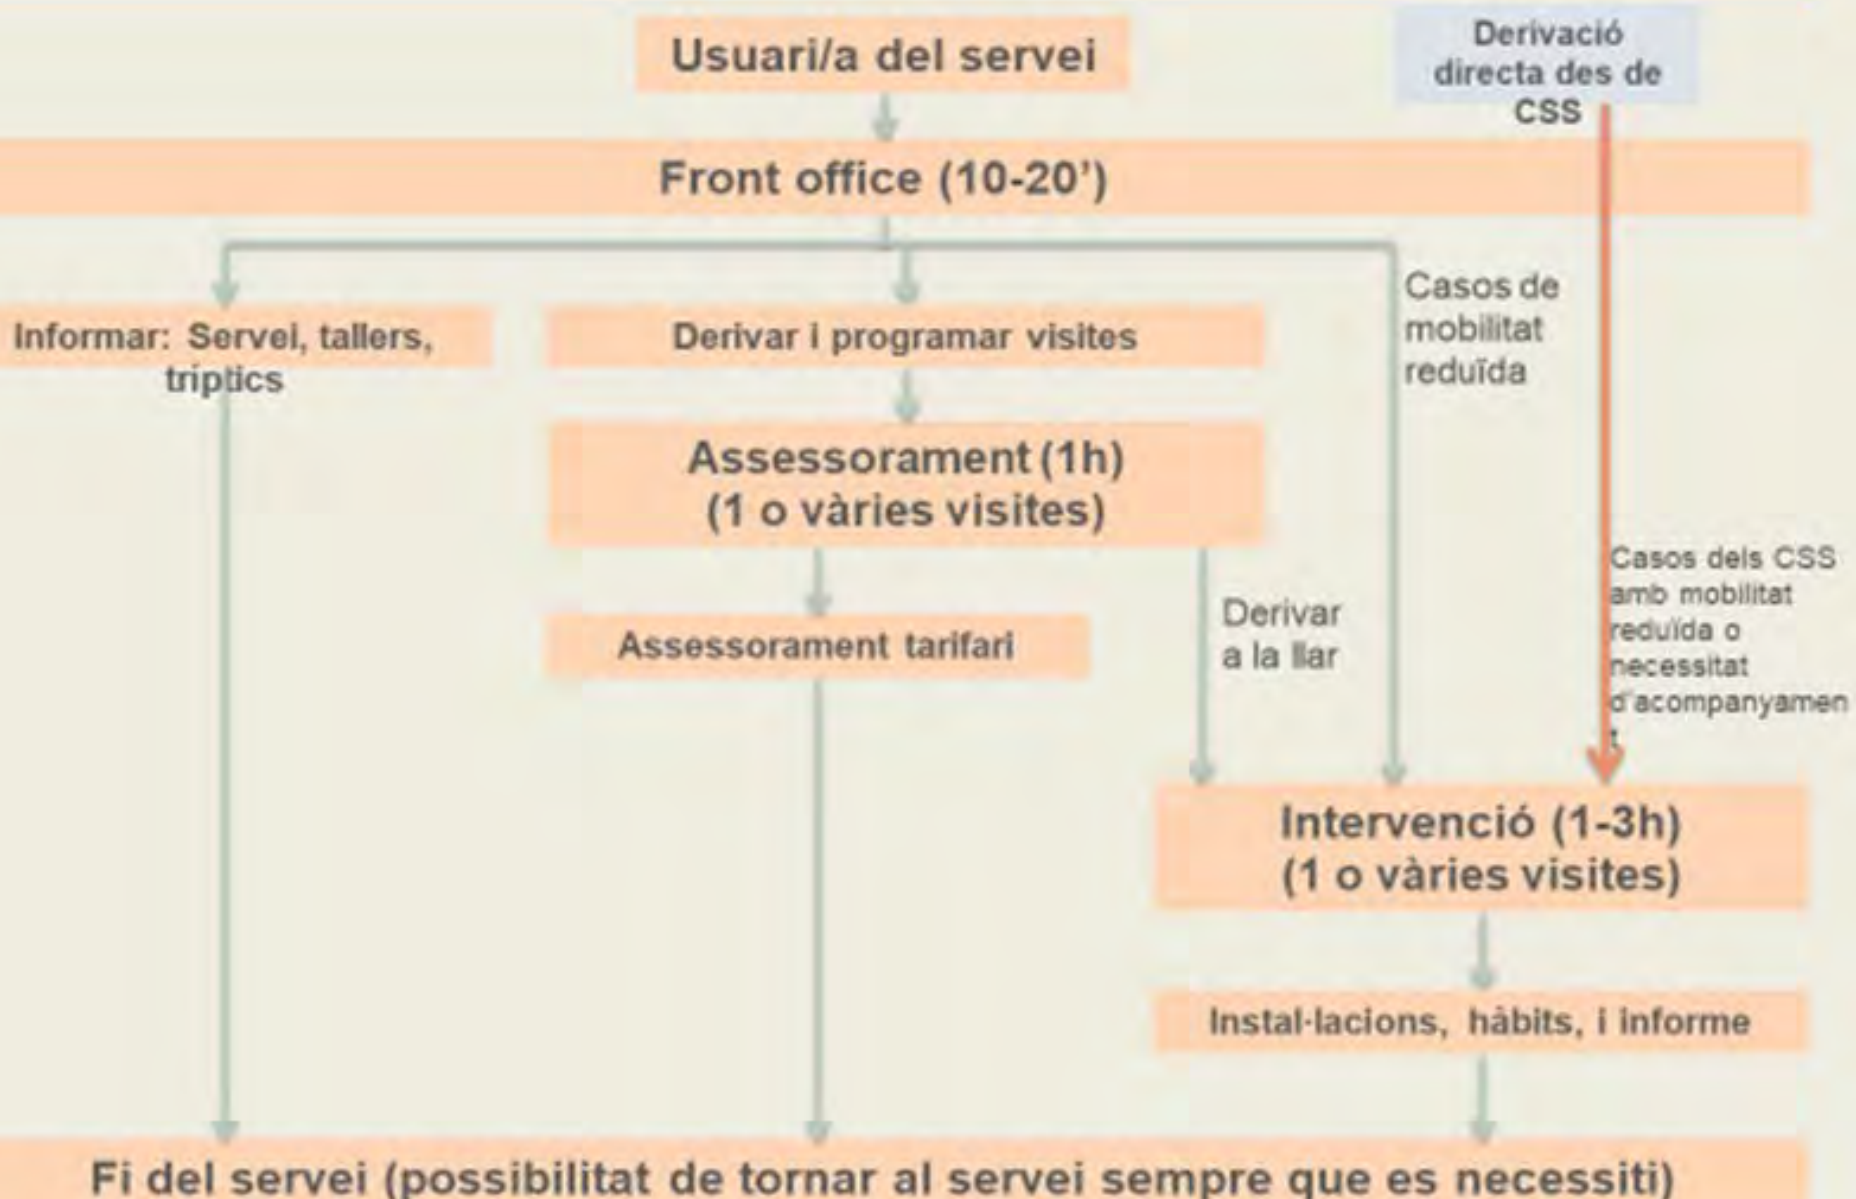 Usuari/a del servei
Derivació
directa des de
CSS
Front office (10-20’)
Informar: Servei, tallers,
tríptics
Derivar i programar visites
Casos de
mobilitat
reduïda
Assessorament (1h)
(1 o vàries visites)
Assessorament tarifari
Derivar
a la llar
Casos dels CSS
amb mobilitat
reduïda o
necessitat
d'acompanyamen
t
Intervenció (1-3h)
(1 o vàries visites)
Instal·lacions, hàbits, i informe
Fi del servei (possibilitat de tornar al servei sempre que es necessiti)